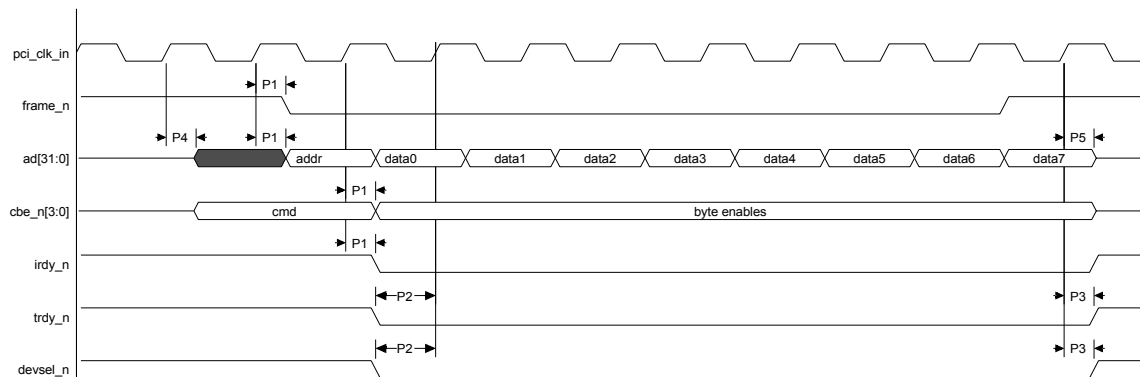 pci_clk_in
P1
frame_n
P4 P1 P5
ad[31:0] addr data0 data1 data2 data3 data4 data5 data6 data7
P1
cbe_n[3:0] cmd byte enables
P1
irdy_n
P2 P3
trdy_n
P2 P3
devsel_n